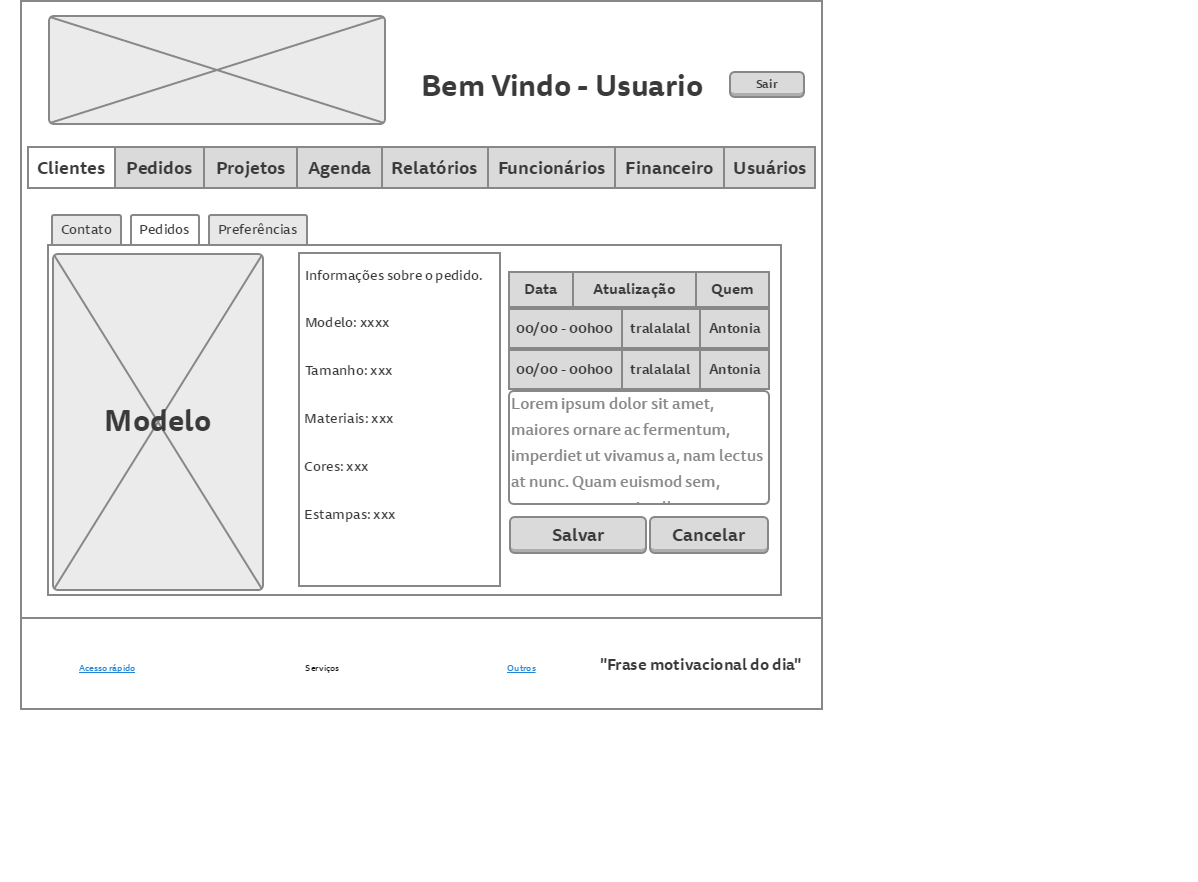 Bem Vindo - Usuario
Sair
Clientes Pedidos Projetos Agenda Relatórios Funcionários Financeiro Usuários
Contato Pedidos Preferências
Modelo
Informações sobre o pedido.
Modelo: xxxx
Tamanho: xxx
Materiais: xxx
Cores: xxx
Estampas: xxx
Data Atualização Quem
00/00 - 00h00 tralalalal Antonia
00/00 - 00h00 tralalalal Antonia
Lorem ipsum dolor sit amet,
maiores ornare ac fermentum,
imperdiet ut vivamus a, nam lectus
at nunc. Quam euismod sem,
Salvar Cancelar
Acesso rápido Serviços Outros "Frase motivacional do dia"